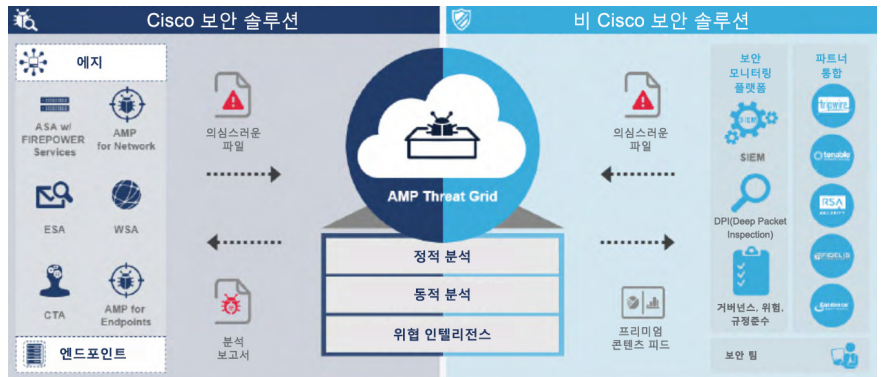 Cisco 보안 솔루션
비 Cisco 보안 솔루션
에지
ASA w/
FIREPOWER
Services
AMP
for Network
ESA
WSA
CTA
AMP for
Endpoints
엔드포인트
의심스러운
파일
분석
보고서
AMP Threat Grid
정적 분석
동적 분석
위협 인텔리전스
의심스러운
파일
프리미엄
콘텐츠 피드
보안
모니터링
플랫폼
SIEM
SIEM
DPI(Deep Packet
Inspection)
거버넌스, 위험,
규정준수
보안 팀
파트너
통합
tripwire
tenable
RSA
SECURITY
FIDELIS